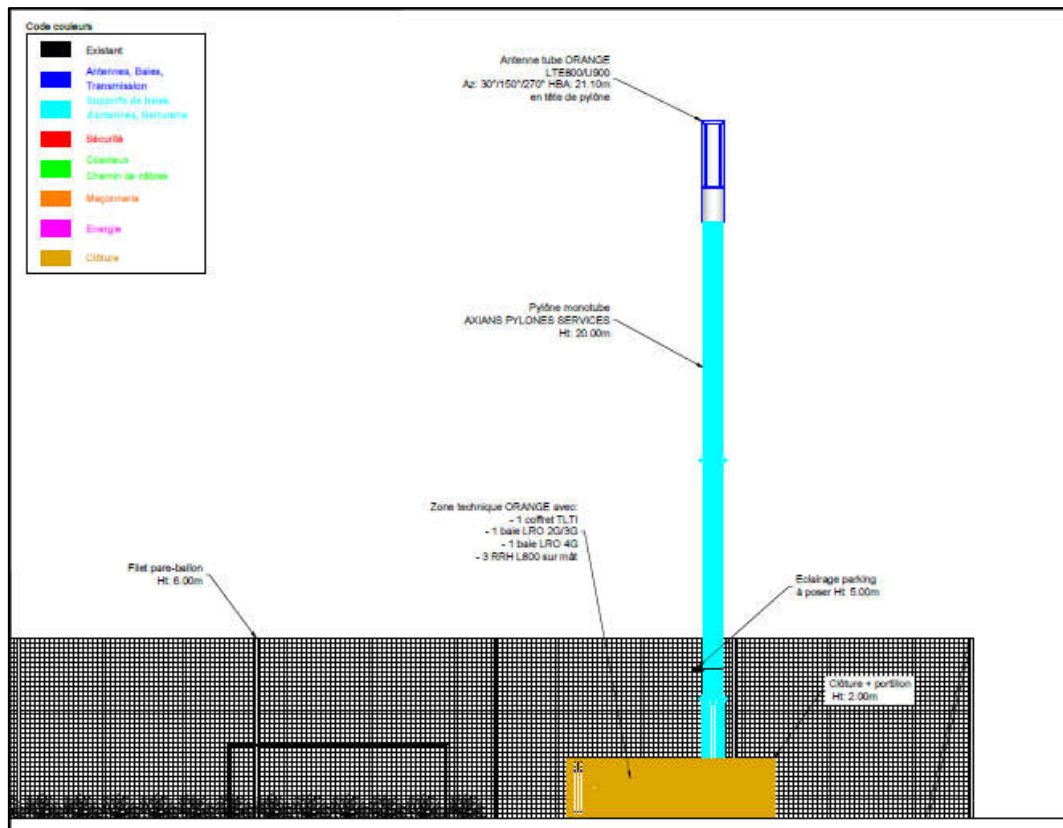 Code couleurs
Existant
Antennes, Baies,
Transmission
Supports de baies,
d'antennes, Serrurerie
Sécurité
Chemin de câbles
Maçonnerie
Energie
Clôture
Antenne tube ORANGE
LTE800/U900
Az: 30°/150°/270° HBA: 21.10m
en tête de pylône
Pylône monotube
AXIANS PYLONES SERVICES
Ht: 20.00m
Zone technique ORANGE avec:
- 1 coffret TLTI
- 1 baie LRO 2G/3G
- 1 baie LRO 4G
- 3 RRH L800 sur mât
Filet pare-ballon
Ht: 6.00m
Eclairage parking
à poser Ht: 5.00m
Clôture + portillon
Ht: 2.00m